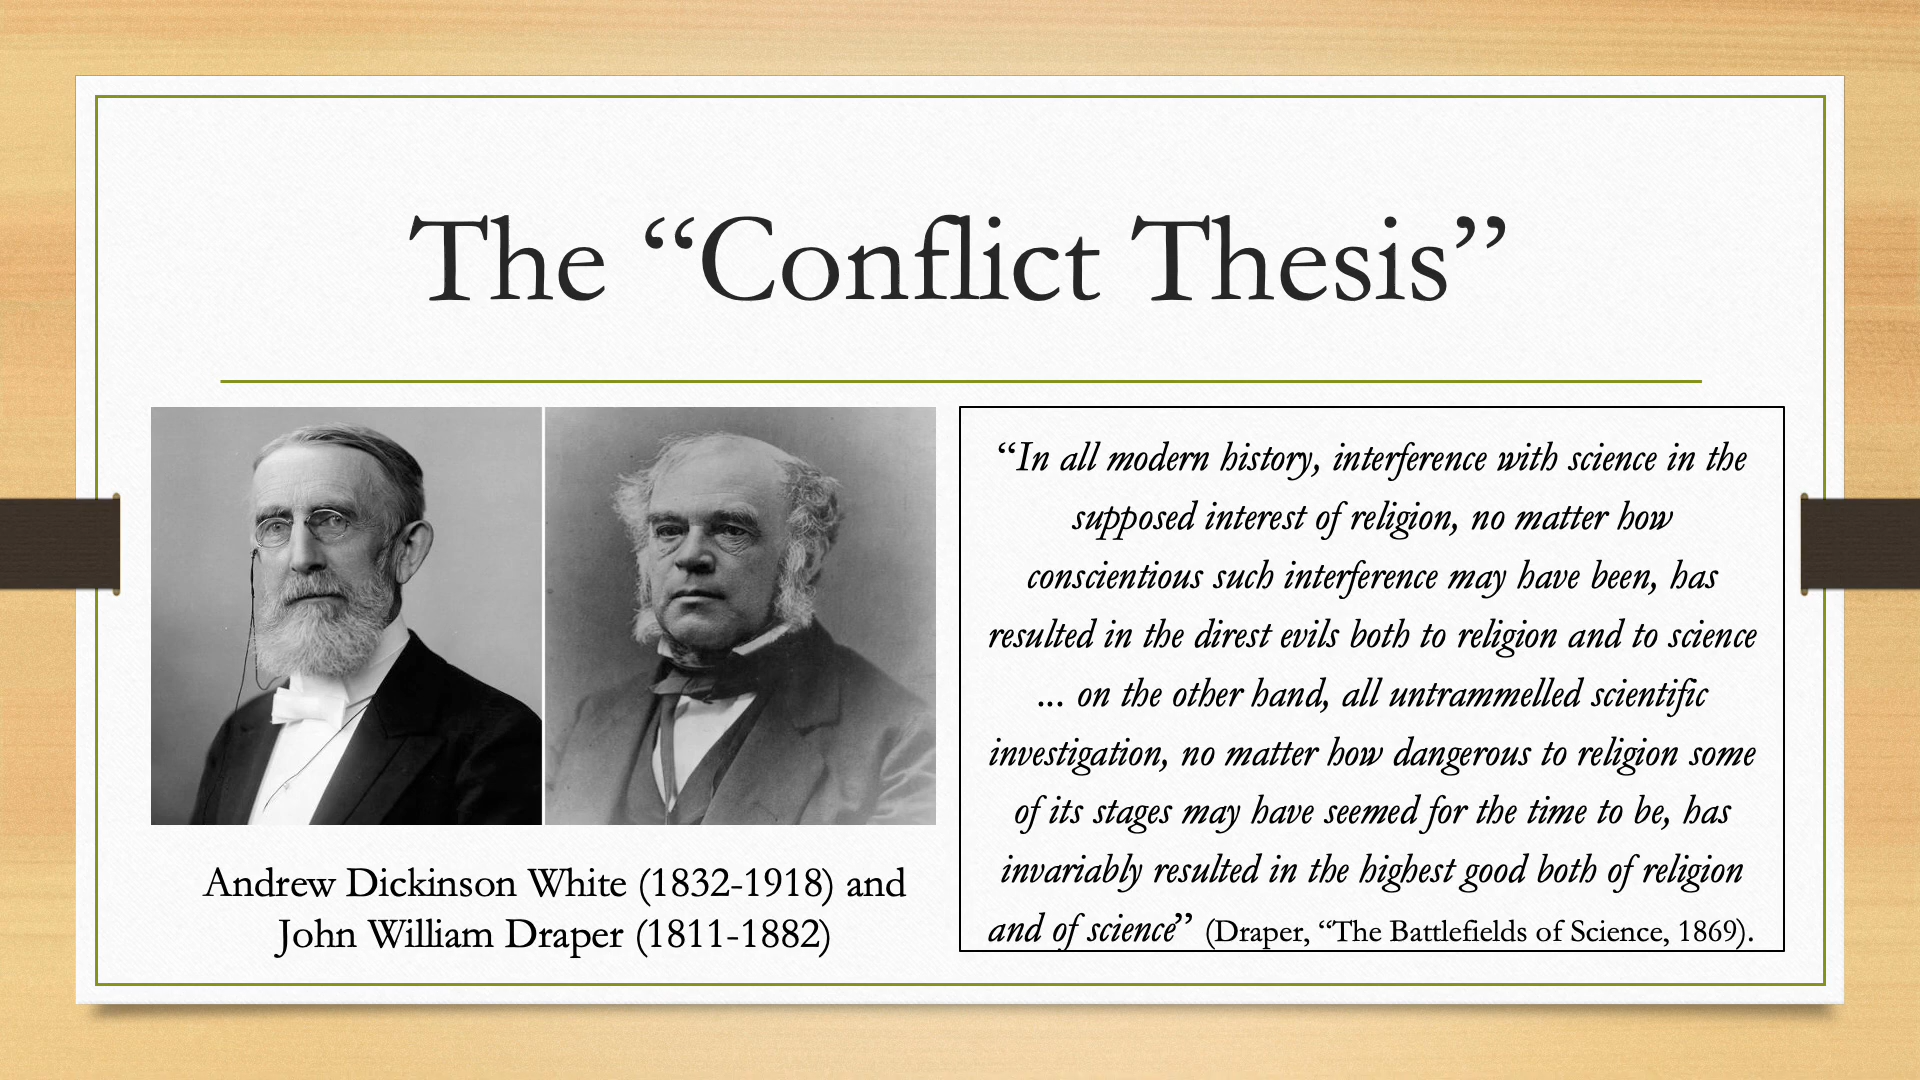 The “Conflict Thesis”
Andrew Dickinson White (1832-1918) and
John William Draper (1811-1882)
“In all modern history, interference with science in the
supposed interest of religion, no matter how
conscientious such interference may have been, has
resulted in the direst evils both to religion and to science
... on the other hand, all untrammelled scientific
investigation, no matter how dangerous to religion some
of its stages may have seemed for the time to be, has
invariably resulted in the highest good both of religion
and of science” (Draper, “The Battlefields of Science, 1869).